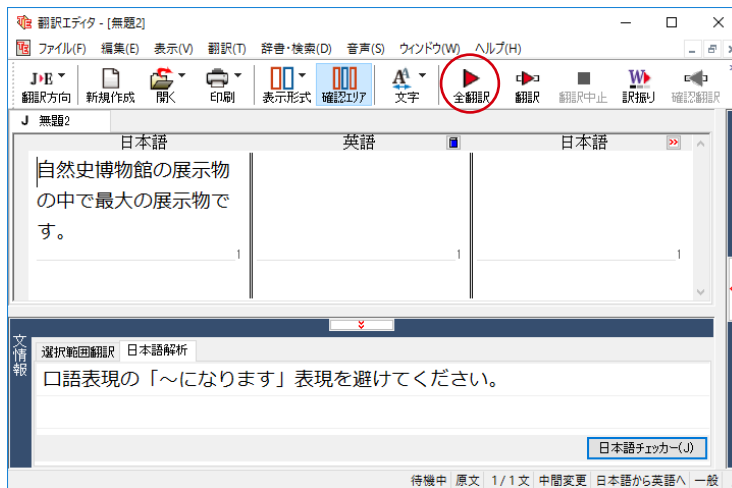 翻訳エディタ - [無題2]
ファイル(F) 編集(E) 表示(V) 翻訳(T) 辞書・検索(D) 音声(S) ウィンドウ(W) ヘルプ(H)
J▶E
翻訳方向 新規作成 開く 印刷 表示形式 確認エリア 文字 全翻訳 翻訳 翻訳中止 訳振り 確認翻訳
J 無題2
日本語 英語 日本語
自然史博物館の展示物
の中で最大の展示物で
す。
1 1 1
文情報
選択範囲翻訳 日本語解析
口語表現の「~になります」表現を避けてください。
日本語チェッカー(J)
待機中 原文 1/1文 中間変更 日本語から英語へ 一般